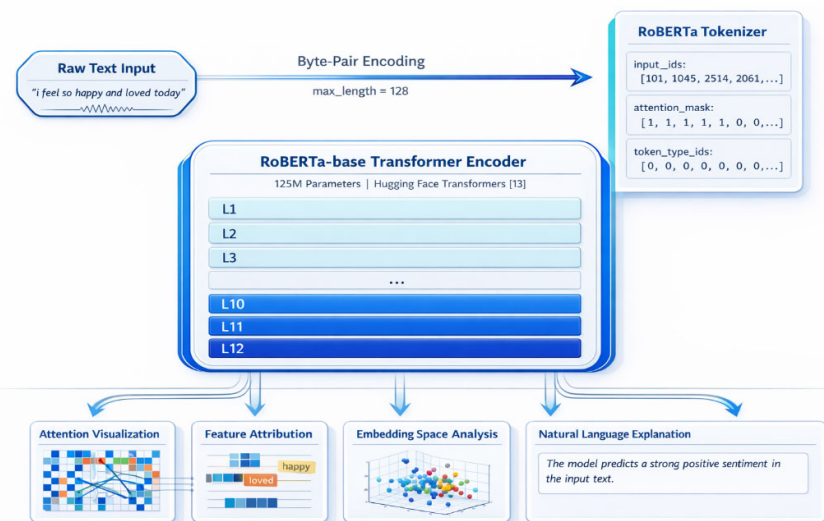 Raw Text Input
"i feel so happy and loved today"
Byte-Pair Encoding
max_length = 128
RoBERTa Tokenizer
input_ids:
[101, 1045, 2514, 2061,...]
attention_mask:
[1, 1, 1, 1, 1, 0, 0,...]
token_type_ids:
[0, 0, 0, 0, 0, 0, 0,...]
RoBERTa-base Transformer Encoder
125M Parameters | Hugging Face Transformers [13]
L1
L2
L3
...
L10
L11
L12
Attention Visualization
Feature Attribution
happy
loved
Embedding Space Analysis
Natural Language Explanation
The model predicts a strong positive sentiment in
the input text.